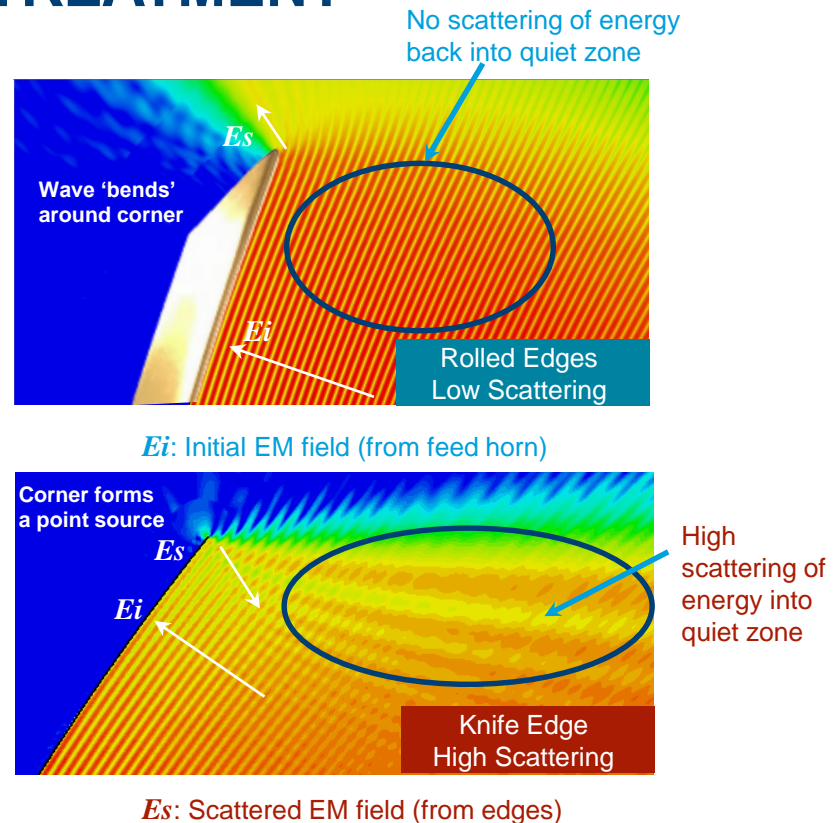 TREATMENT
No scattering of energy
back into quiet zone
Es
Wave ‘bends’
around corner
Ei
Rolled Edges
Low Scattering
Ei: Initial EM field (from feed horn)
Corner forms
a point source
Es
Ei
High
scattering of
energy into
quiet zone
Knife Edge
High Scattering
Es: Scattered EM field (from edges)